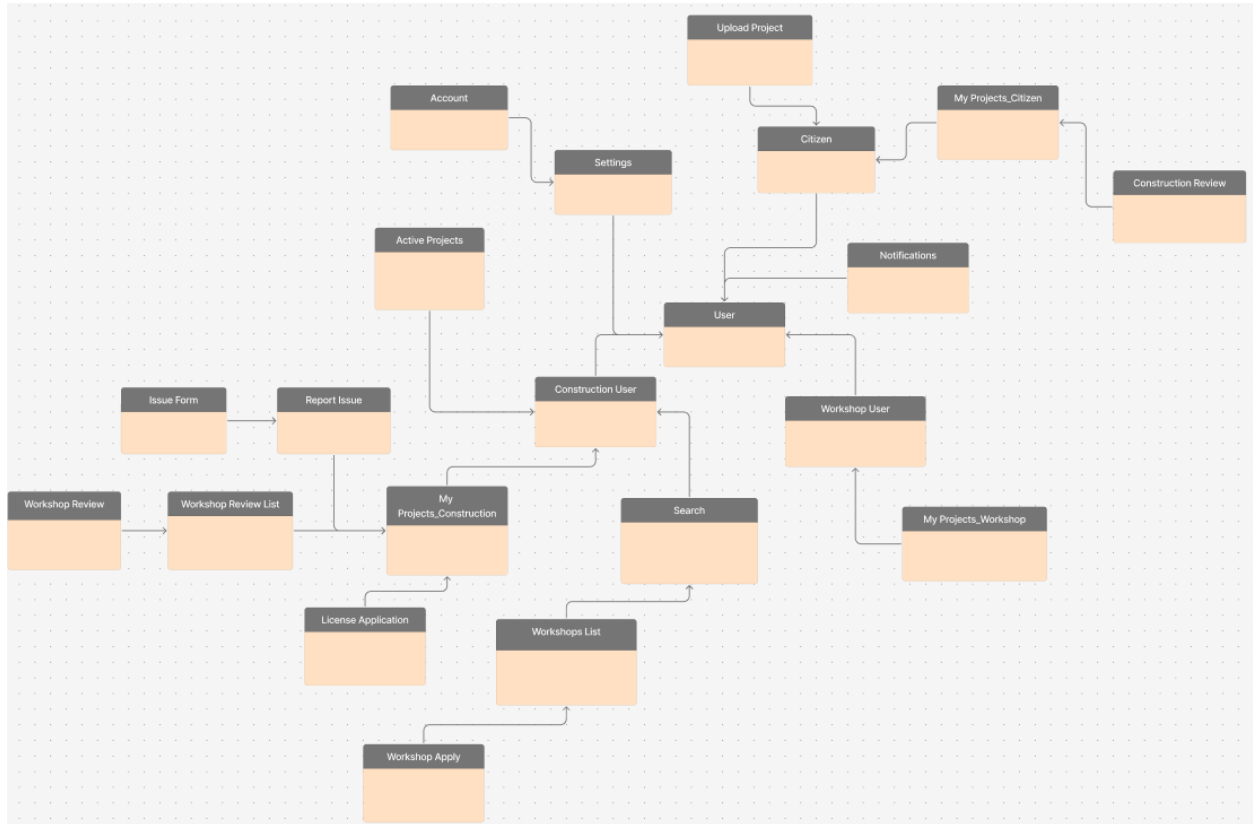 Upload Project
Account
My Projects_Citizen
Citizen
Settings
Construction Review
Active Projects
Notifications
User
Construction User
Issue Form
Report Issue
Workshop User
Workshop Review
Workshop Review List
My
Projects_Construction
Search
My Projects_Workshop
License Application
Workshops List
Workshop Apply